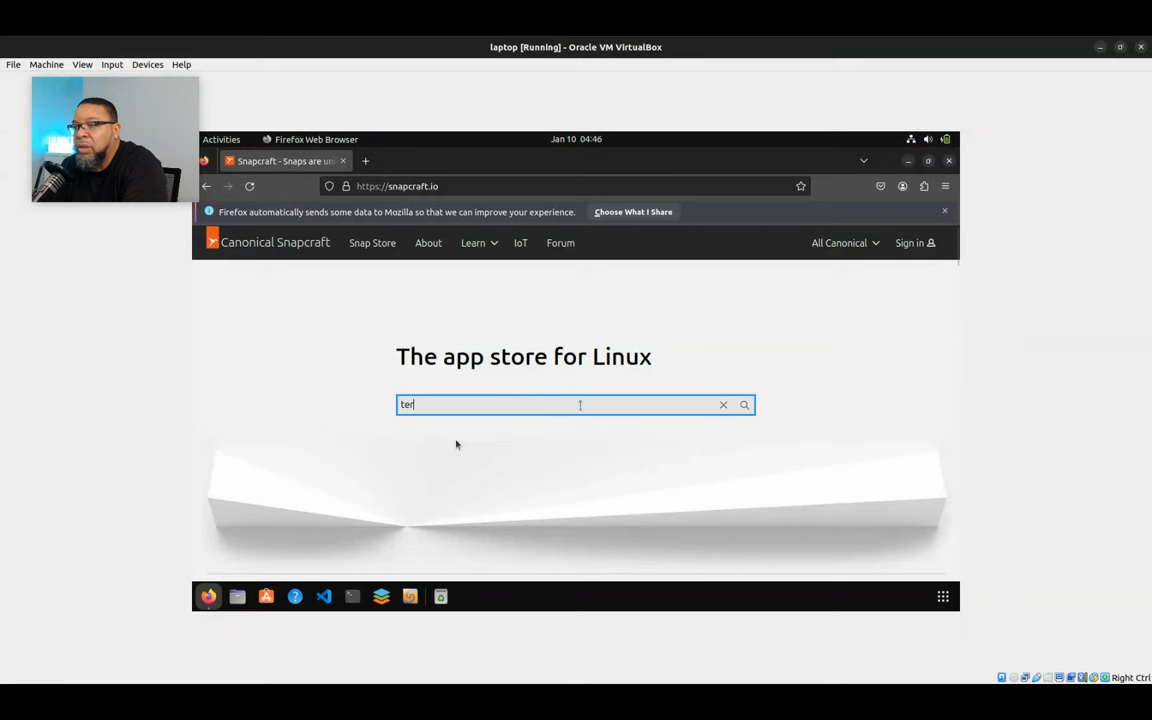 laptop [Running] - Oracle VM VirtualBox
File Machine View Input Devices Help
Activities Firefox Web Browser Jan 10 04:46
Snapcraft - Snaps are un
https://snapcraft.io
Firefox automatically sends some data to Mozilla so that we can improve your experience. Choose What I Share
Canonical Snapcraft Snap Store About Learn IoT Forum All Canonical Sign in
The app store for Linux
ter
Right Ctrl